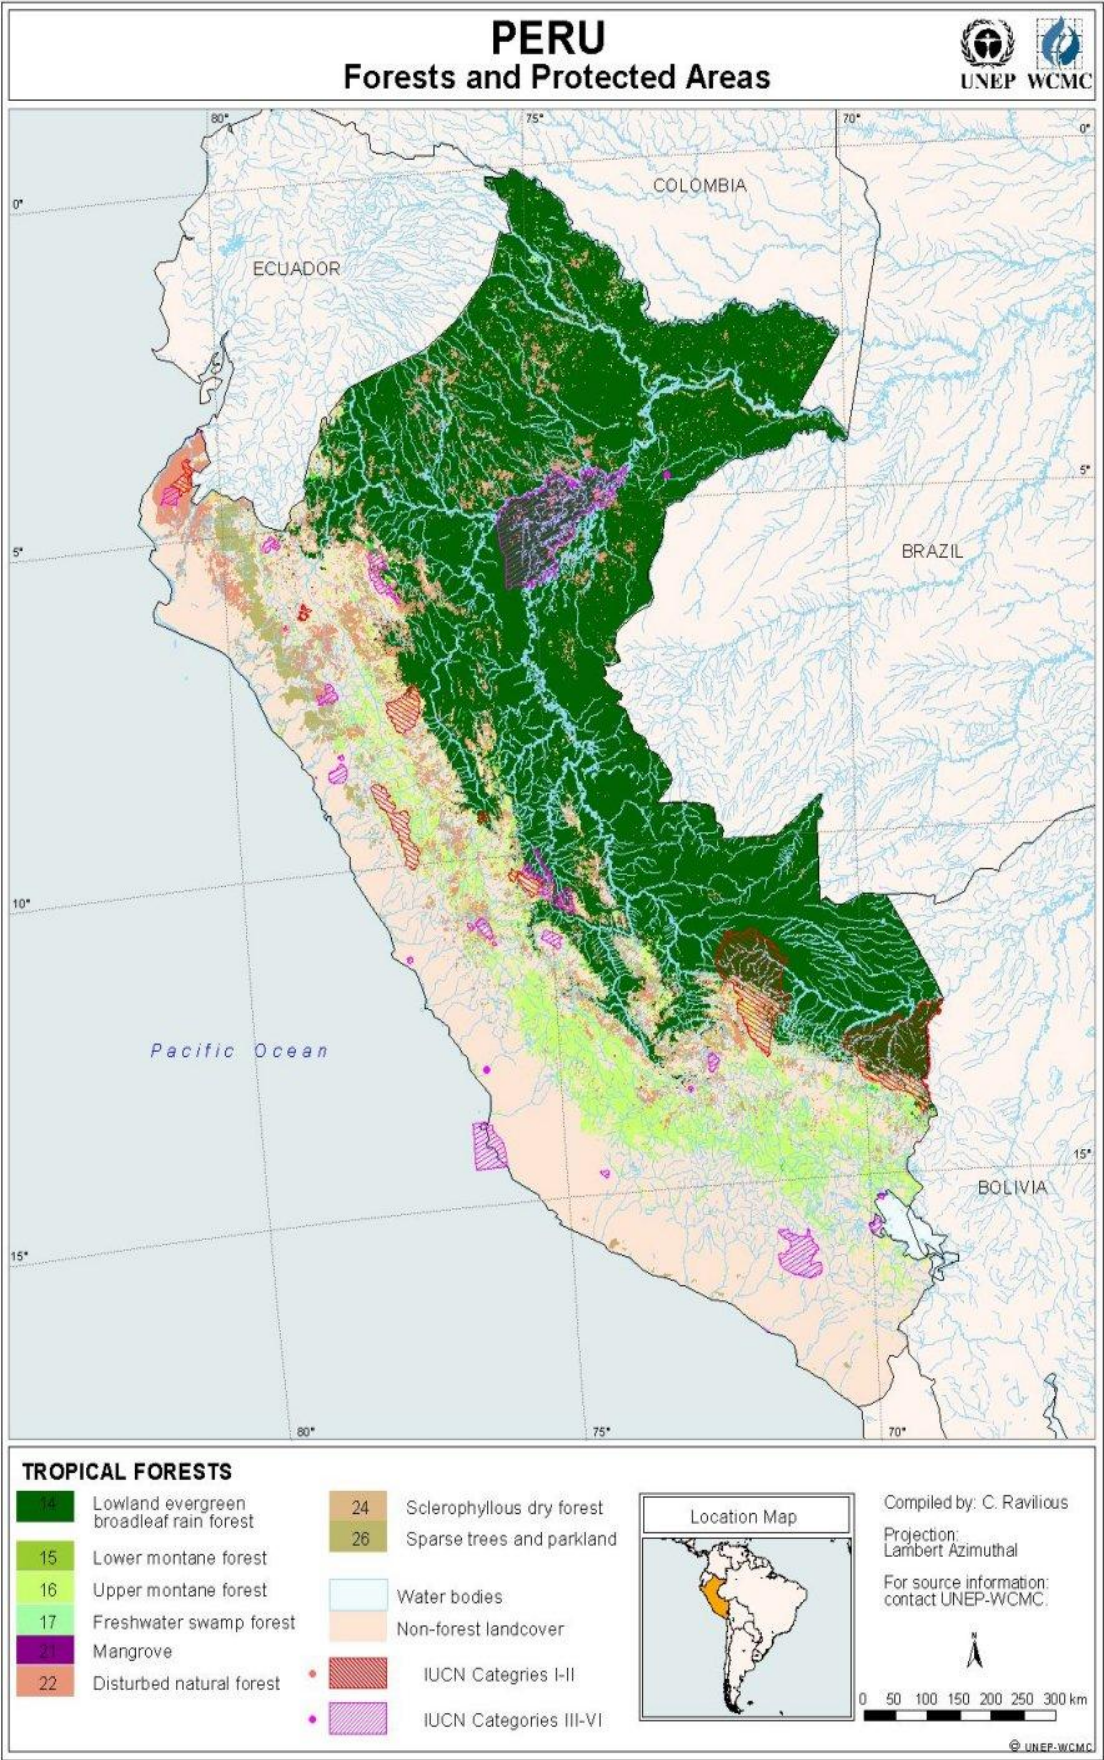 PERU
Forests and Protected Areas
UNEP WCMC
80°
75°
70°
0°
COLOMBIA
0°
ECUADOR
5°
5°
BRAZIL
10°
Pacific Ocean
15°
BOLIVIA
15°
80°
75°
70°
TROPICAL FORESTS
14 Lowland evergreen
broadleaf rain forest
15 Lower montane forest
16 Upper montane forest
17 Freshwater swamp forest
21 Mangrove
22 Disturbed natural forest
24 Sclerophyllous dry forest
26 Sparse trees and parkland
Water bodies
Non-forest landcover
IUCN Categries I-II
IUCN Categories III-VI
Location Map
Compiled by: C. Ravilious
Projection:
Lambert Azimuthal
For source information:
contact UNEP-WCMC.
N
0 50 100 150 200 250 300 km
© UNEP-WCMC